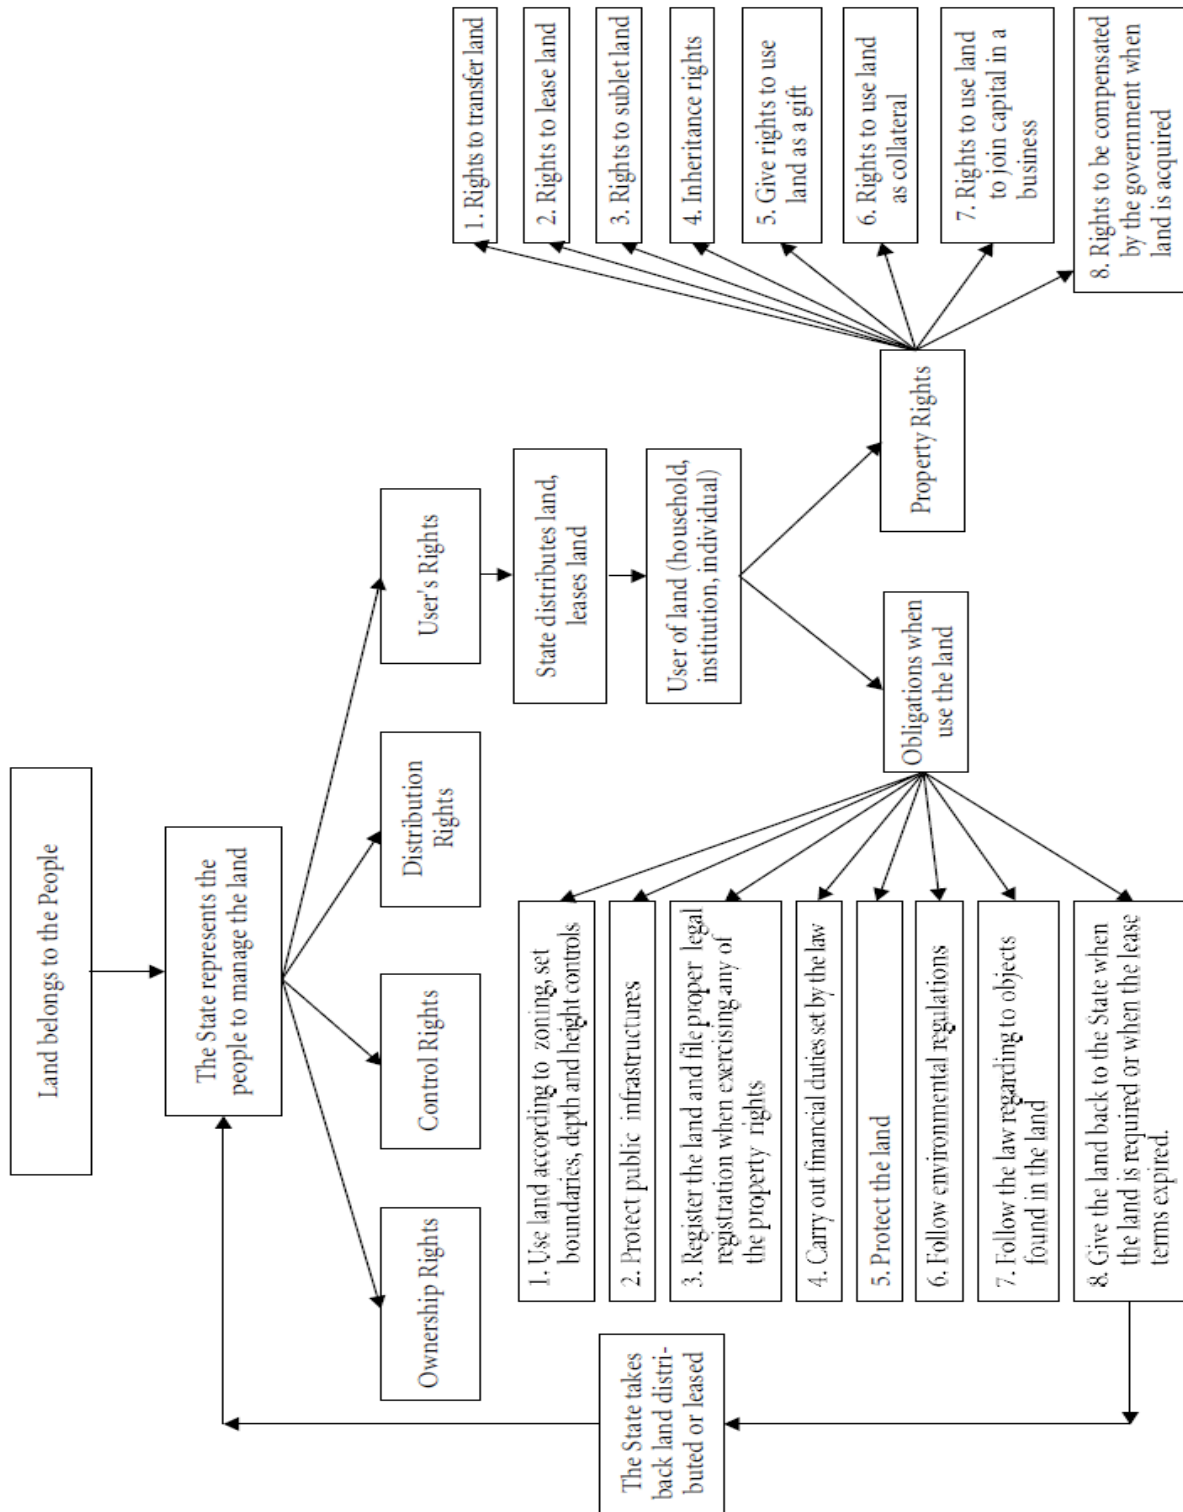 Land belongs to the People
The State represents the
people to manage the land
Ownership Rights
Control Rights
Distribution
Rights
User's Rights
State distributes land,
leases land
User of land (household,
institution, individual)
Obligations when
use the land
Property Rights
The State takes
back land distri-
buted or leased
1. Use land according to zoning, set
boundaries, depth and height controls
2. Protect public infrastructures
3. Register the land and file proper legal
registration when exercising any of
the property rights
4. Carry out financial duties set by the law
5. Protect the land
6. Follow environmental regulations
7. Follow the law regarding to objects
found in the land
8. Give the land back to the State when
the land is required or when the lease
terms expired.
1. Rights to transfer land
2. Rights to lease land
3. Rights to sublet land
4. Inheritance rights
5. Give rights to use
land as a gift
6. Rights to use land
as collateral
7. Rights to use land
to join capital in a
business
8. Rights to be compensated
by the government when
land is acquired